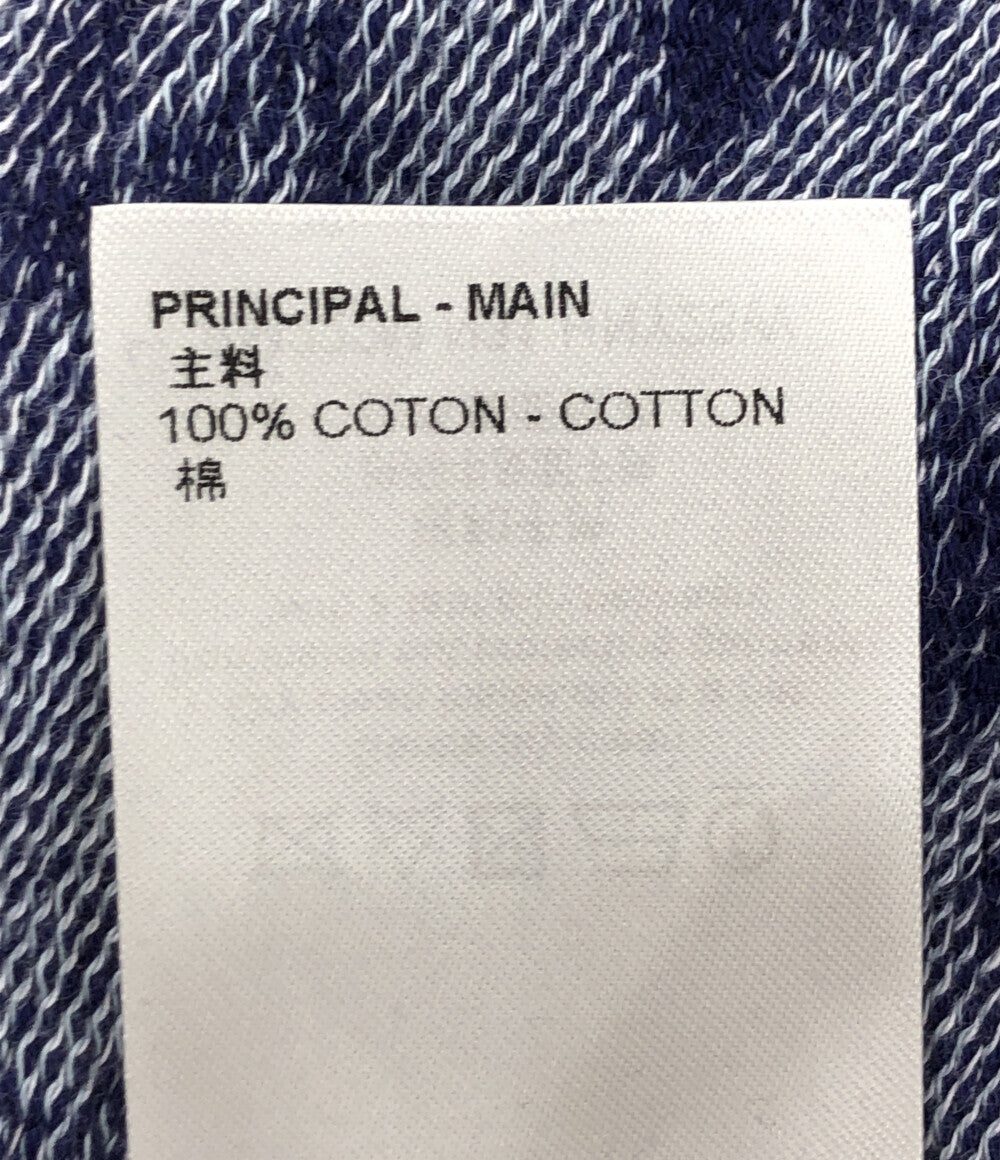 PRINCIPAL - MAIN
主料
100% COTON - COTTON
棉